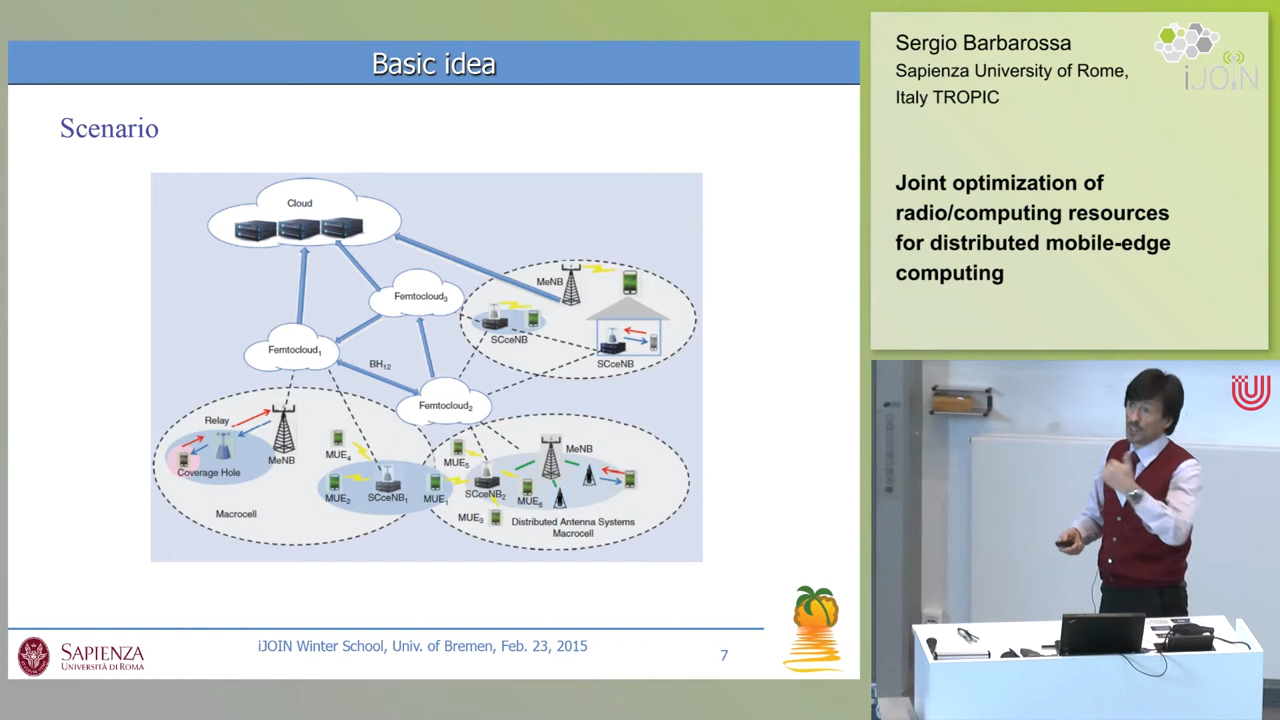 Basic idea
Scenario
Cloud
Femtocloud3
MeNB
SCceNB
SCceNB
Femtocloud1
BH12
Femtocloud2
Relay
MeNB
Coverage Hole
Macrocell
MUE4
MUE2
SCceNB1
MUE1
MUE5
SCceNB2
MUE3
MUE6
MeNB
Distributed Antenna Systems
Macrocell
SAPIENZA
UNIVERSITÀ DI ROMA
iJOIN Winter School, Univ. of Bremen, Feb. 23, 2015
7
Sergio Barbarossa
Sapienza University of Rome,
Italy TROPIC
iJOIN
Joint optimization of
radio/computing resources
for distributed mobile-edge
computing